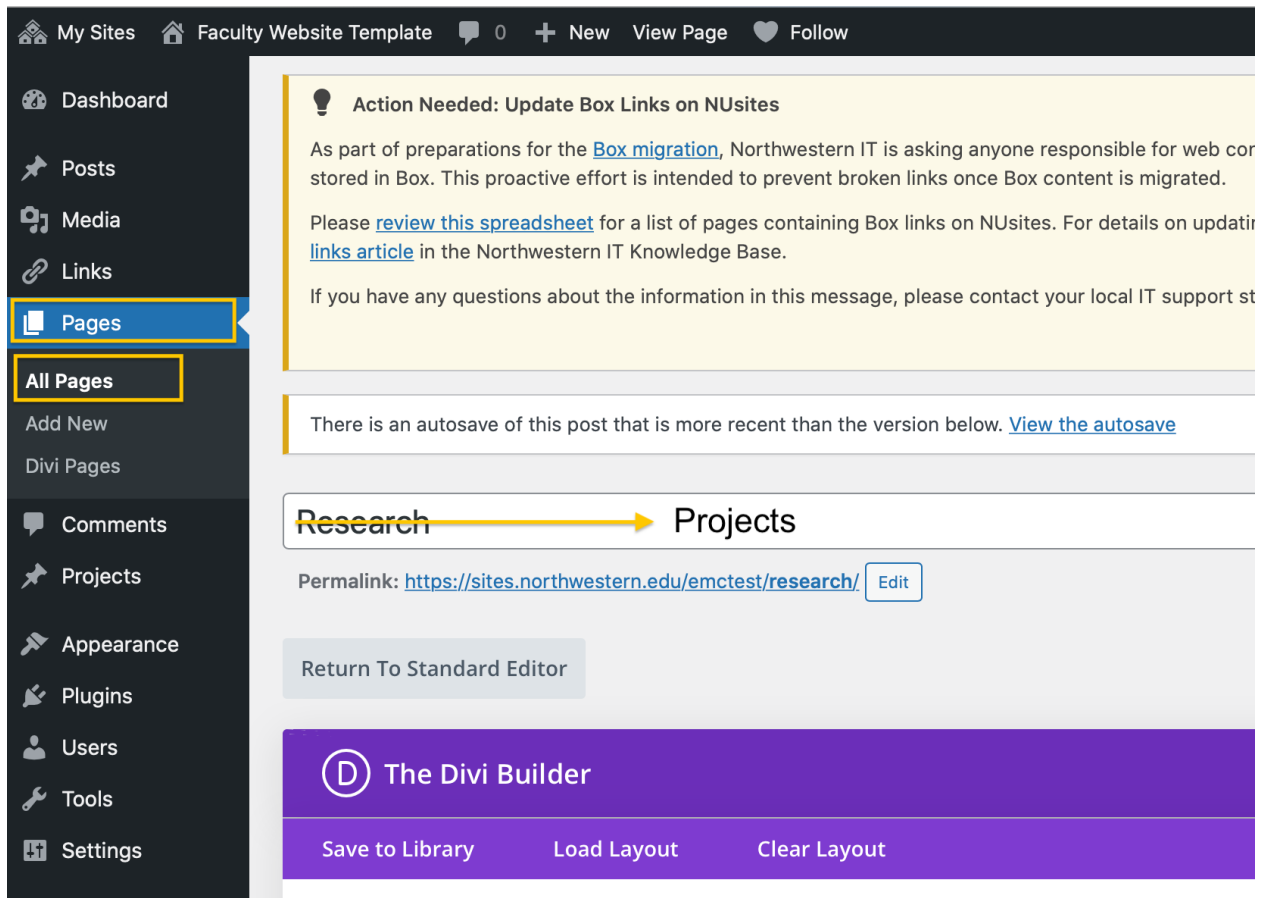 My Sites Faculty Website Template 0 New View Page Follow
Dashboard
Posts
Media
Links
Pages
All Pages
Add New
Divi Pages
Comments
Projects
Appearance
Plugins
Users
Tools
Settings
Action Needed: Update Box Links on NUsites
As part of preparations for the Box migration, Northwestern IT is asking anyone responsible for web
stored in Box. This proactive effort is intended to prevent broken links once Box content is migrated.
Please review this spreadsheet for a list of pages containing Box links on NUsites. For details on
links article in the Northwestern IT Knowledge Base.
If you have any questions about the information in this message, please contact your local IT support
There is an autosave of this post that is more recent than the version below. View the autosave
Research Projects
Permalink: https://sites.northwestern.edu/emctest/research/ Edit
Return To Standard Editor
D The Divi Builder
Save to Library Load Layout Clear Layout